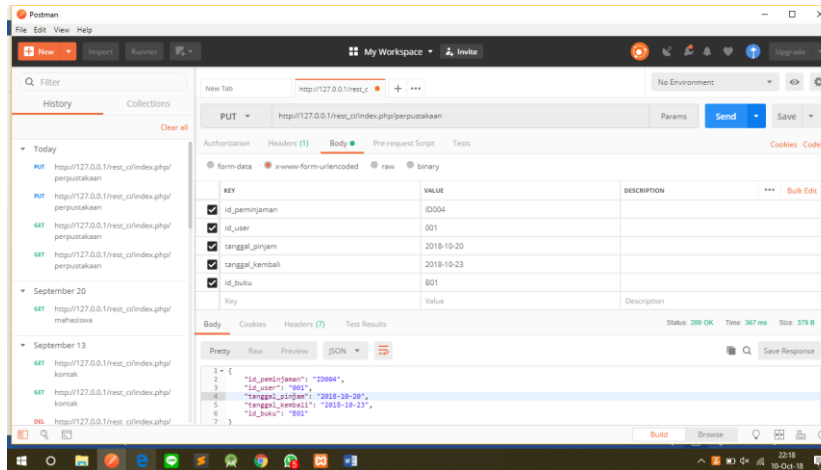 Postman
File Edit View Help
New Import Runner My Workspace Invite Upgrade
Filter
History Collections
Clear all
Today
PUT http://127.0.0.1/rest_ci/index.php/
perpustakaan
PUT http://127.0.0.1/rest_ci/index.php/
perpustakaan
GET http://127.0.0.1/rest_ci/index.php/
perpustakaan
GET http://127.0.0.1/rest_ci/index.php/
perpustakaan
September 20
GET http://127.0.0.1/rest_ci/index.php/
mahasiswa
September 13
GET http://127.0.0.1/rest_ci/index.php/
kontak
GET http://127.0.0.1/rest_ci/index.php/
kontak
DEL http://127.0.0.1/rest_ci/index.php/
New Tab http://127.0.0.1/rest_c No Environment
PUT http://127.0.0.1/rest_ci/index.php/perpustakaan Params Send Save
Authorization Headers (1) Body Pre-request Script Tests Cookies Code
form-data x-www-form-urlencoded raw binary
KEY VALUE DESCRIPTION Bulk Edit
id_peminjaman ID004
id_user 001
tanggal_pinjam 2018-10-20
tanggal_kembali 2018-10-23
id_buku B01
Key Value Description
Body Cookies Headers (7) Test Results Status: 200 OK Time: 367 ms Size: 379 B
Pretty Raw Preview JSON Save Response
1 {
2 "id_peminjaman": "ID004",
3 "id_user": "001",
4 "tanggal_pinjam": "2018-10-20",
5 "tanggal_kembali": "2018-10-23",
6 "id_buku": "B01"
7 }
Build Browse
22:18
10-Oct-18